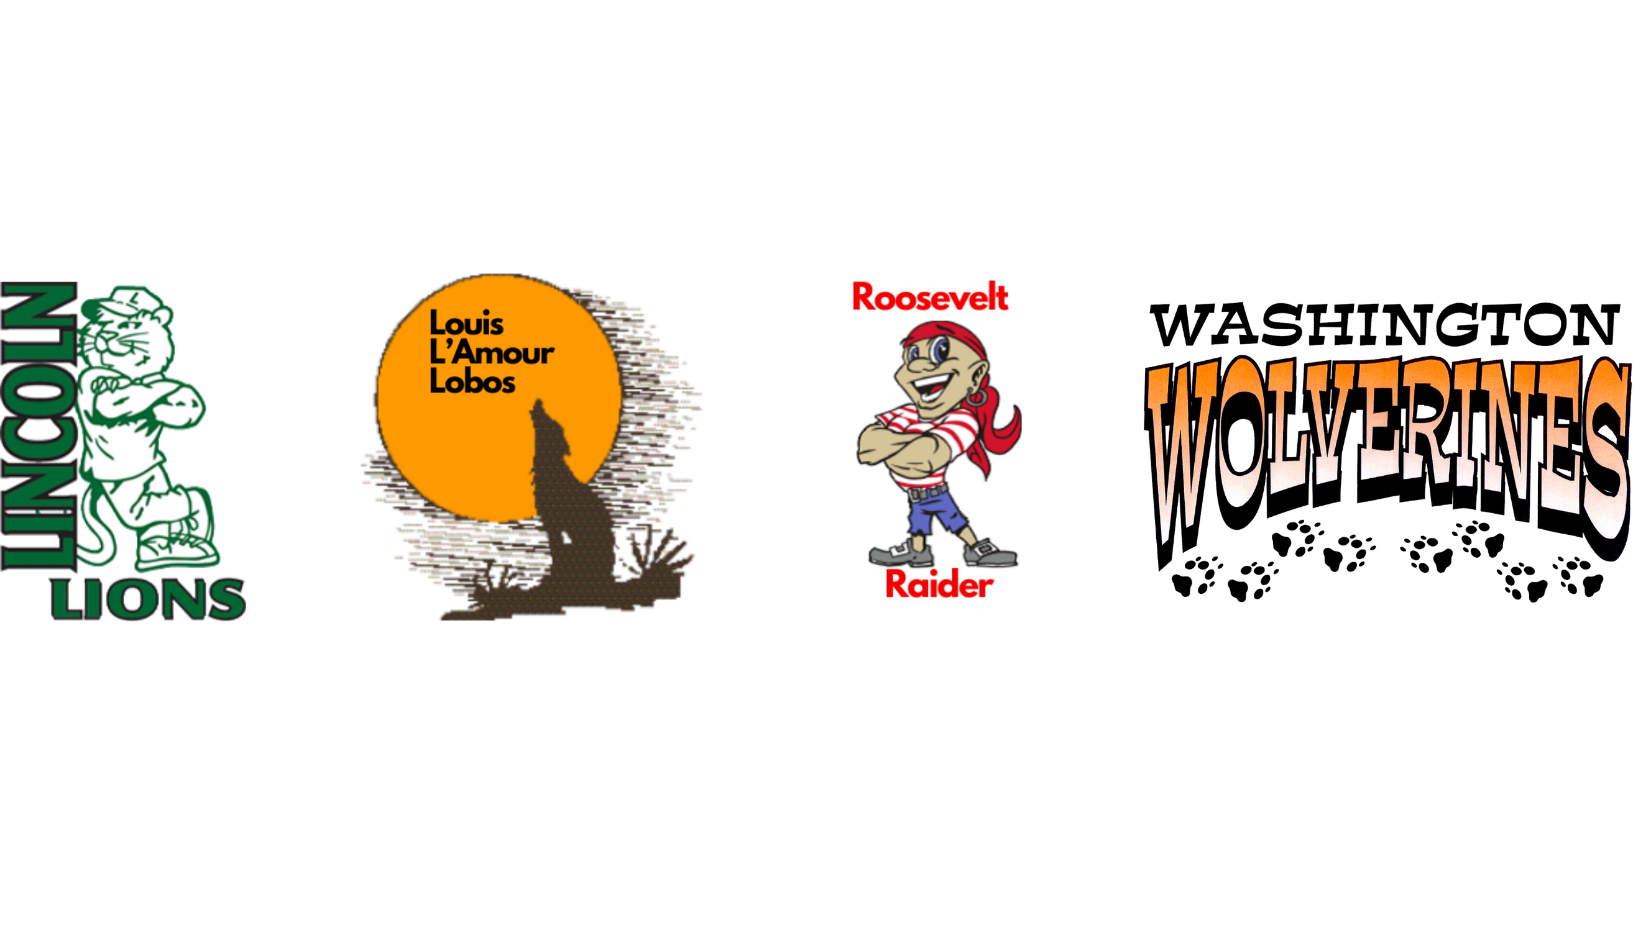 LINCOLN
L
LIONS
Louis
L'Amour
Lobos
Roosevelt
Raider
WASHINGTON
WOLVERINES